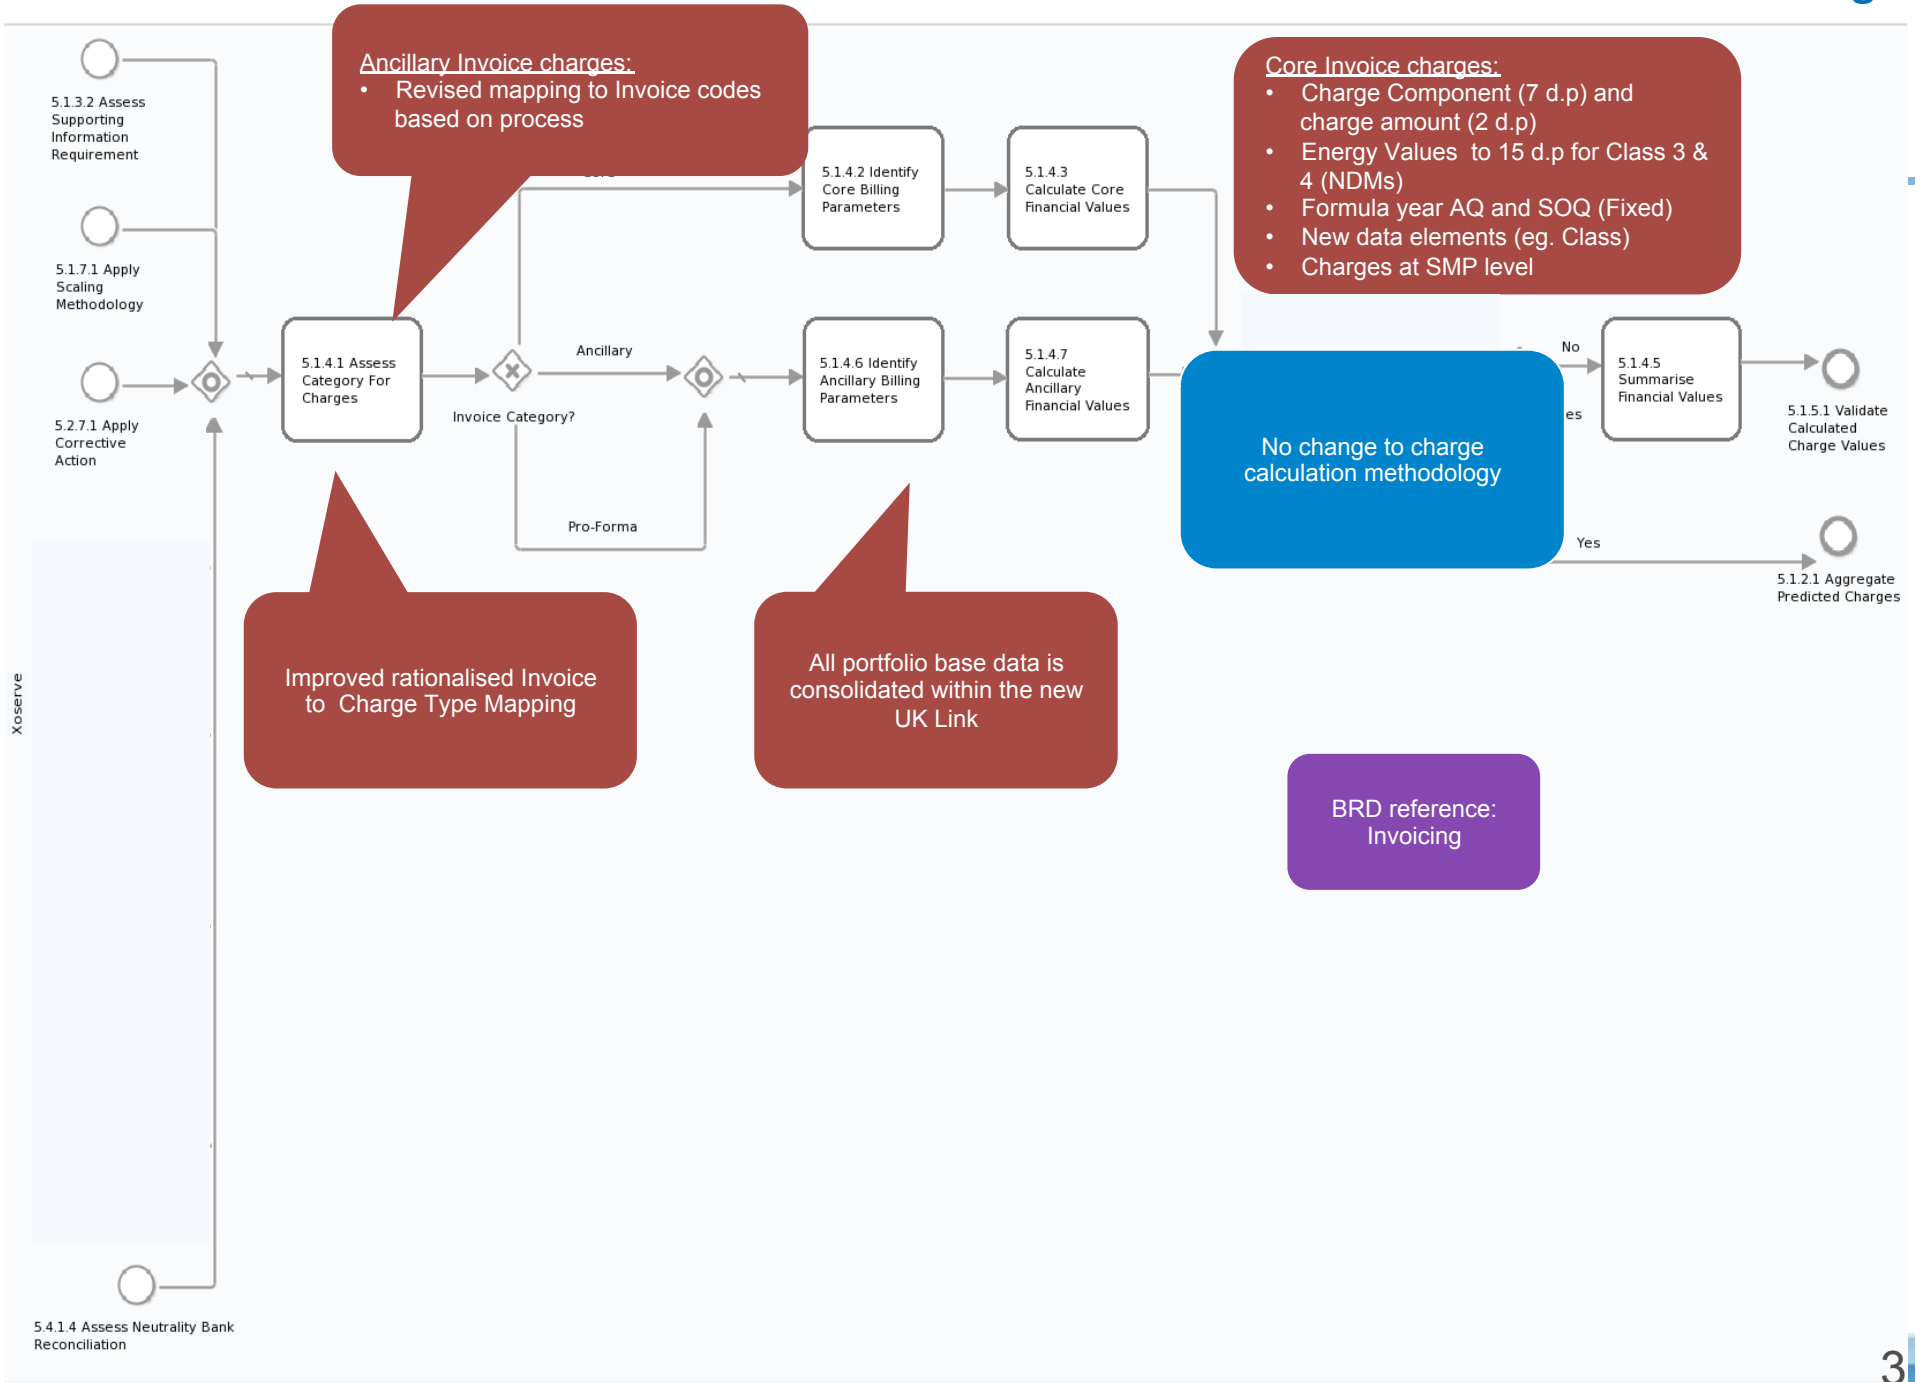 Ancillary Invoice charges:
• Revised mapping to Invoice codes
based on process
Core Invoice charges:
• Charge Component (7 d.p) and
charge amount (2 d.p)
• Energy Values to 15 d.p for Class 3 &
4 (NDMs)
• Formula year AQ and SOQ (Fixed)
• New data elements (eg. Class)
• Charges at SMP level
5.1.3.2 Assess
Supporting
Information
Requirement
5.1.4.2 Identify
Core Billing
Parameters
5.1.4.3
Calculate Core
Financial Values
5.1.7.1 Apply
Scaling
Methodology
5.1.4.1 Assess
Category For
Charges
Ancillary
Invoice Category?
5.1.4.6 Identify
Ancillary Billing
Parameters
5.1.4.7
Calculate
Ancillary
Financial Values
No
es
5.1.4.5
Summarise
Financial Values
5.1.5.1 Validate
Calculated
Charge Values
5.2.7.1 Apply
Corrective
Action
No change to charge
calculation methodology
Pro-Forma
Yes
5.1.2.1 Aggregate
Predicted Charges
Improved rationalised Invoice
to Charge Type Mapping
All portfolio base data is
consolidated within the new
UK Link
Xoserve
BRD reference:
Invoicing
5.4.1.4 Assess Neutrality Bank
Reconciliation
3